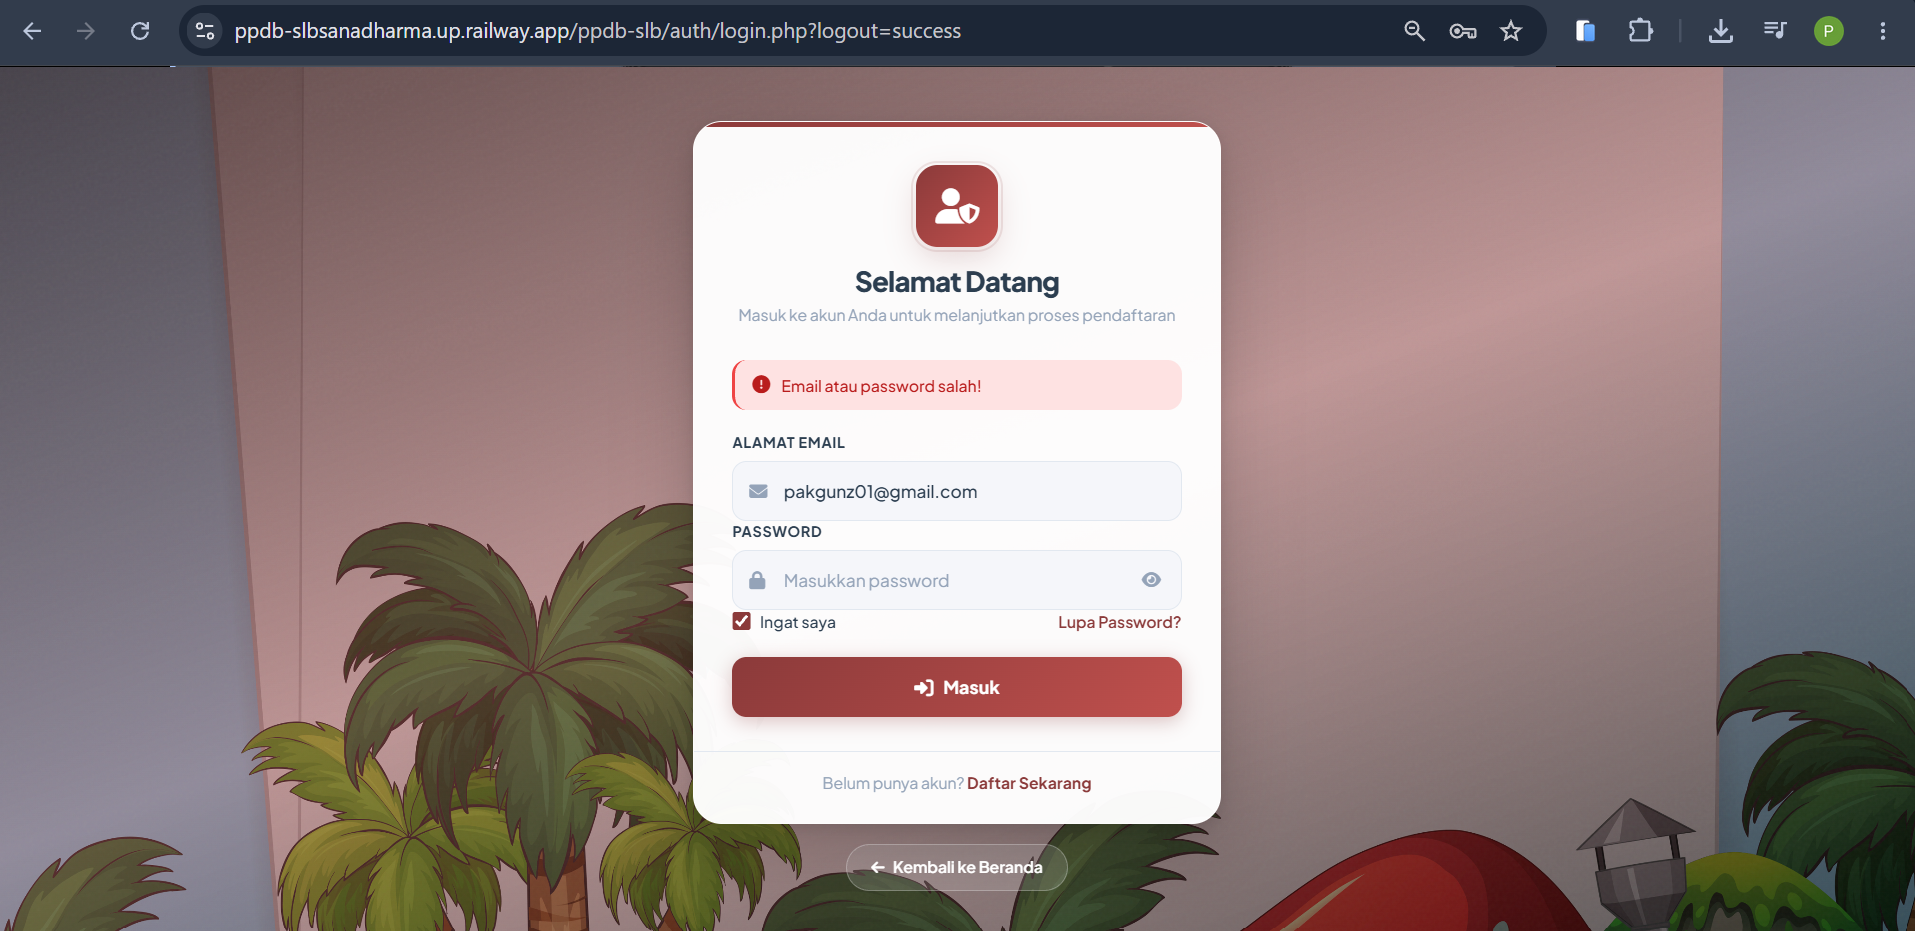 ppdb-slbsanadharma.up.railway.app/ppdb-slb/auth/login.php?logout=success
P
Selamat Datang
Masuk ke akun Anda untuk melanjutkan proses pendaftaran
Email atau password salah!
ALAMAT EMAIL
pakgunz01@gmail.com
PASSWORD
Masukkan password
Ingat saya
Lupa Password?
Masuk
Belum punya akun? Daftar Sekarang
Kembali ke Beranda